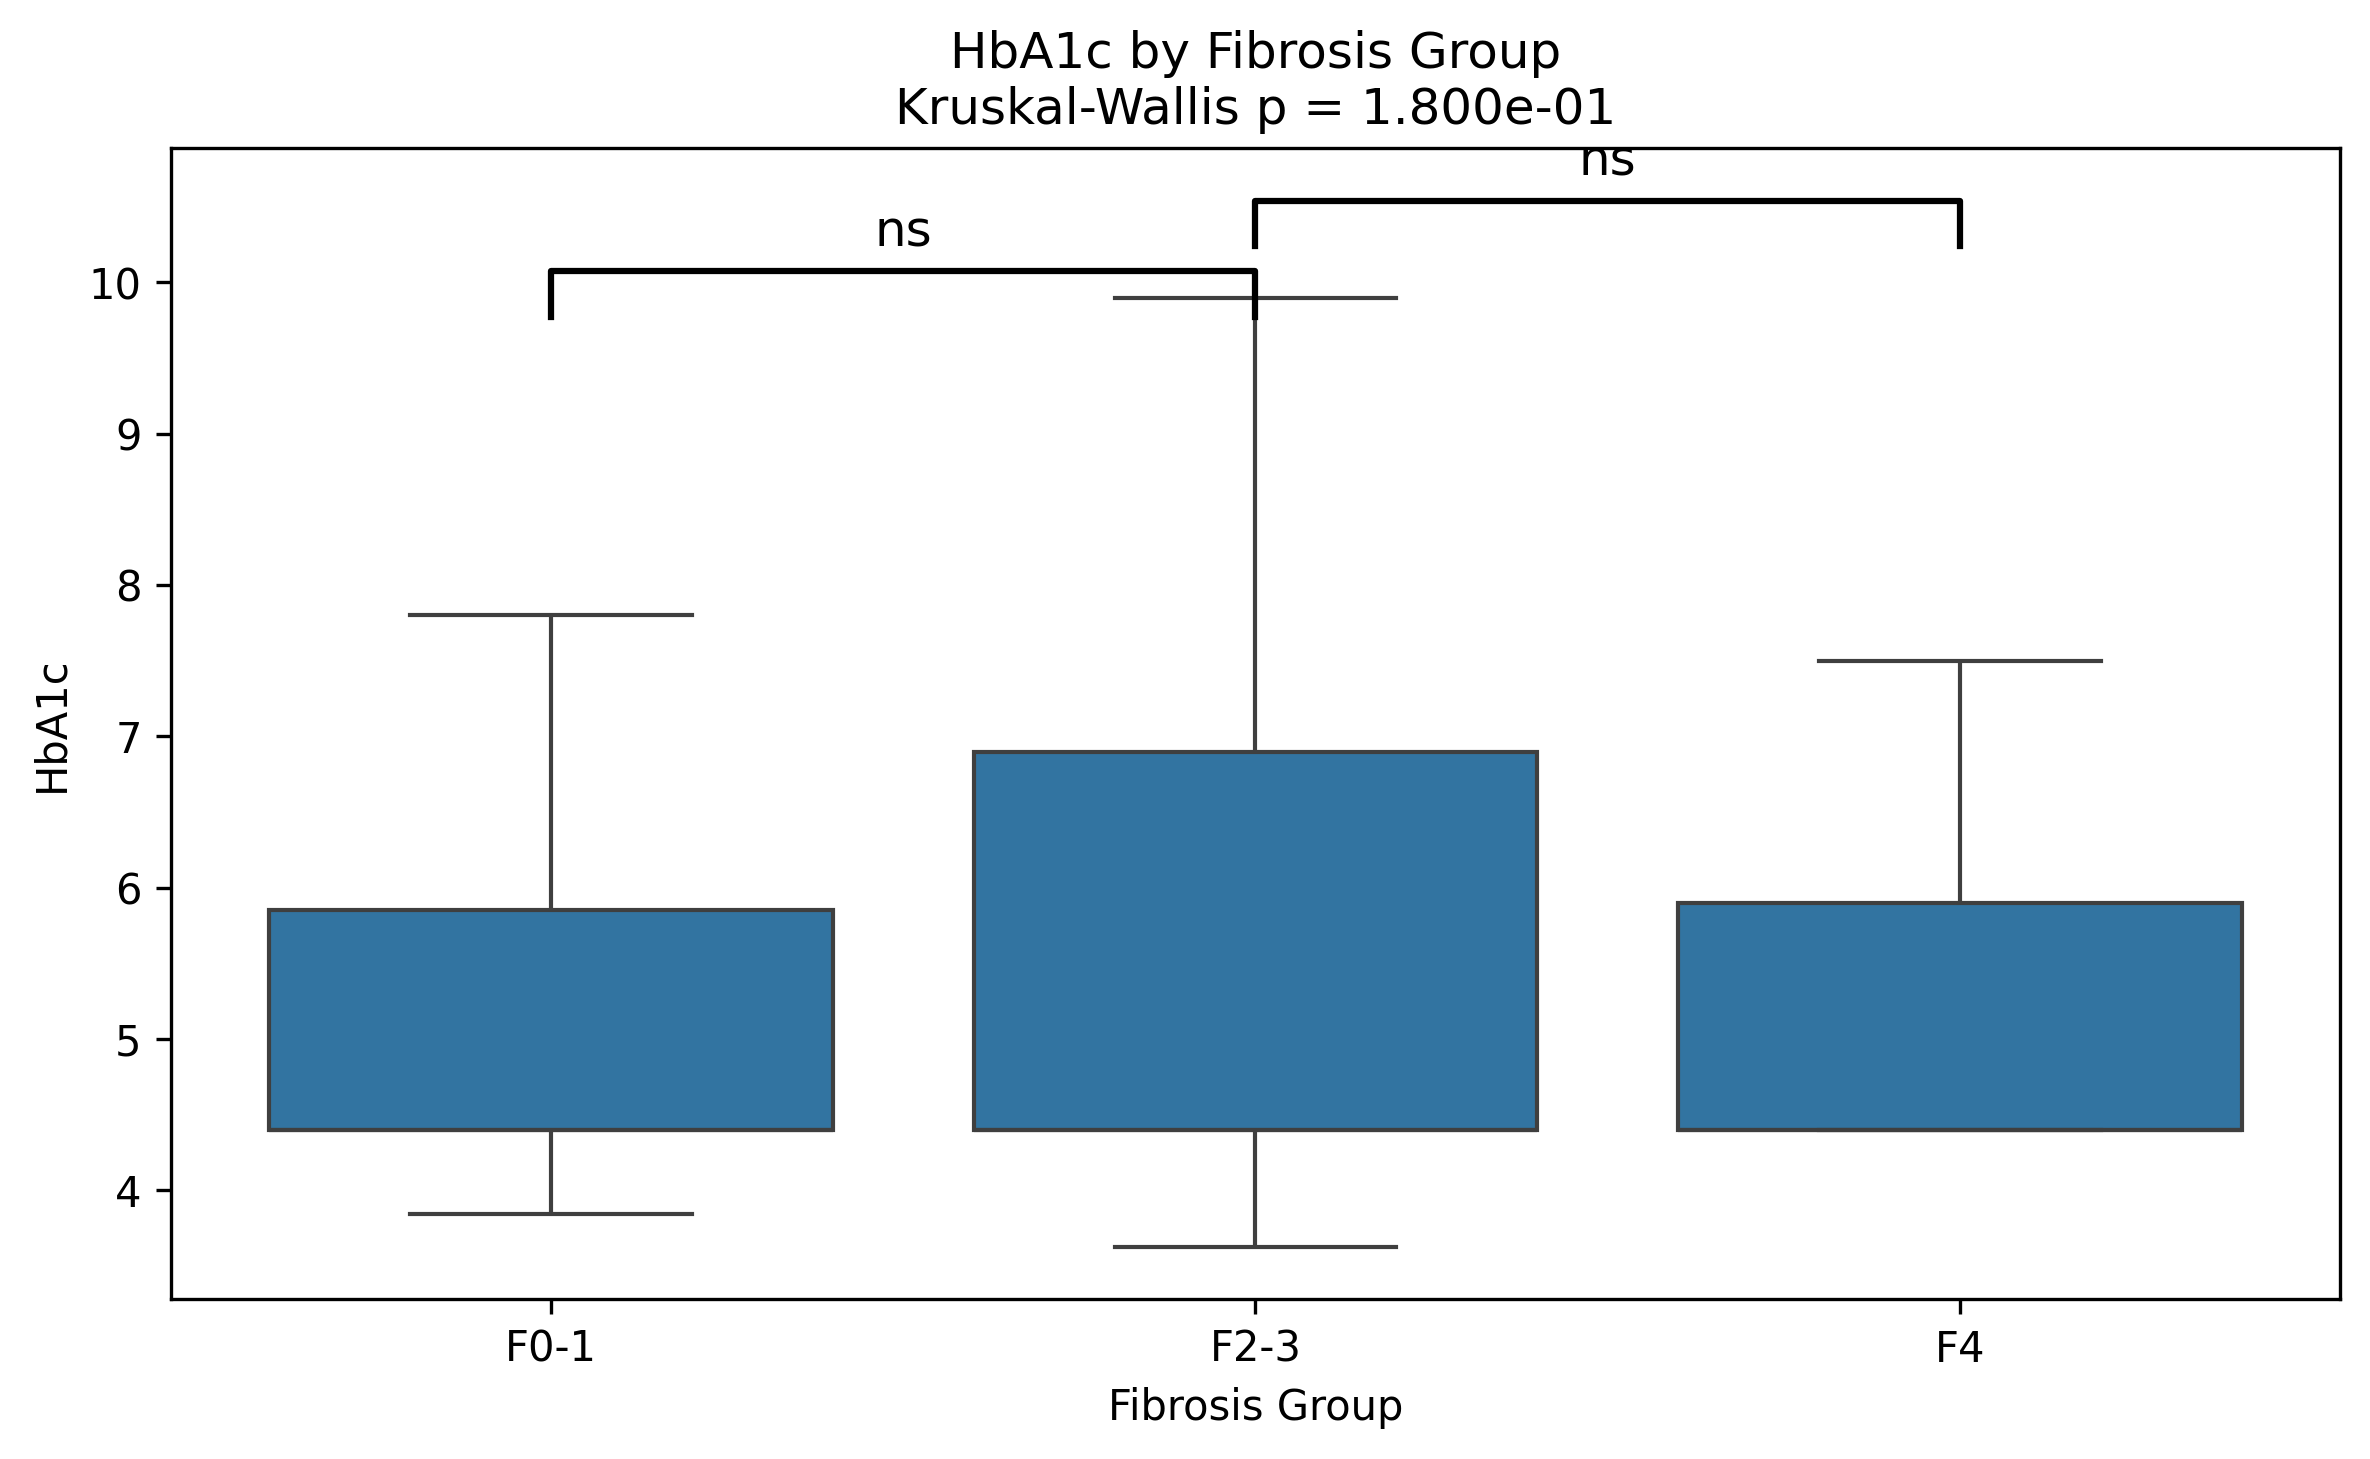 HbA1c by Fibrosis Group
Kruskal-Wallis p = 1.800e-01
ns
ns
10
9
8
7
6
5
4
HbA1c
F0-1
F2-3
F4
Fibrosis Group